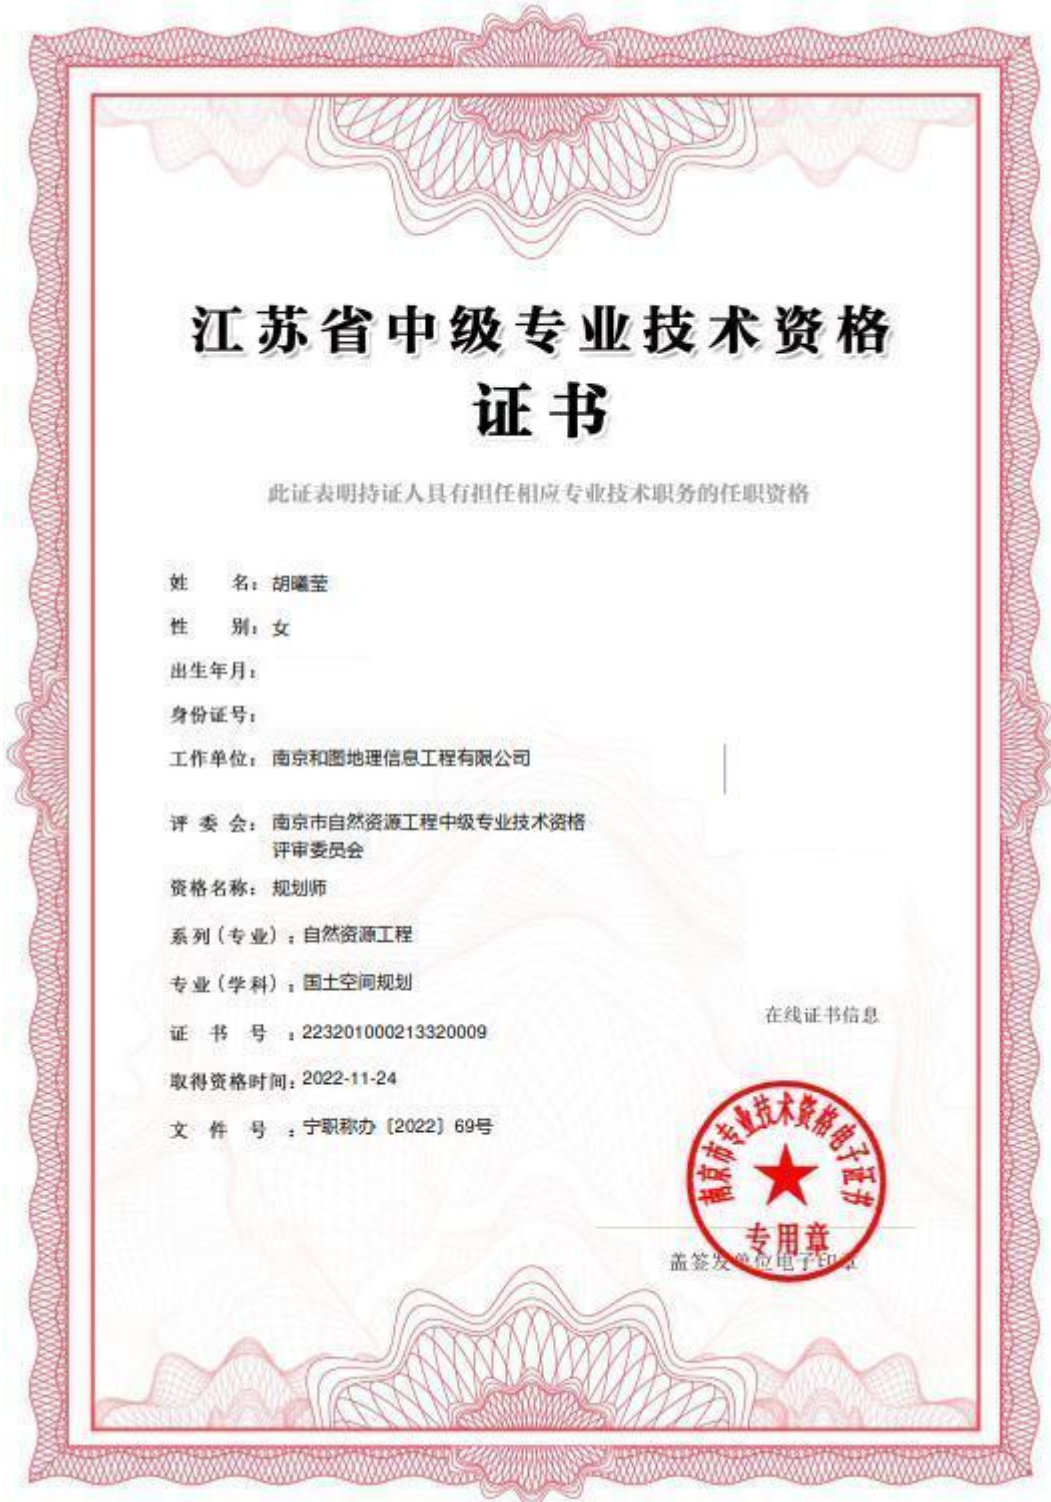 江苏省中级专业技术资格
证书
此证表明持证人具有担任相应专业技术职务的任职资格
姓 名：胡曦莹
性 别：女
出生年月：
身份证号：
工作单位：南京和图地理信息工程有限公司
评 委 会：南京市自然资源工程中级专业技术资格
评审委员会
资格名称：规划师
系列（专业）：自然资源工程
专业（学科）：国土空间规划
证 书 号：223201000213320009
取得资格时间：2022-11-24
文 件 号：宁职称办〔2022〕69号
在线证书信息
南京市专业技术资格电子证书
专用章
盖签发单位电子印章